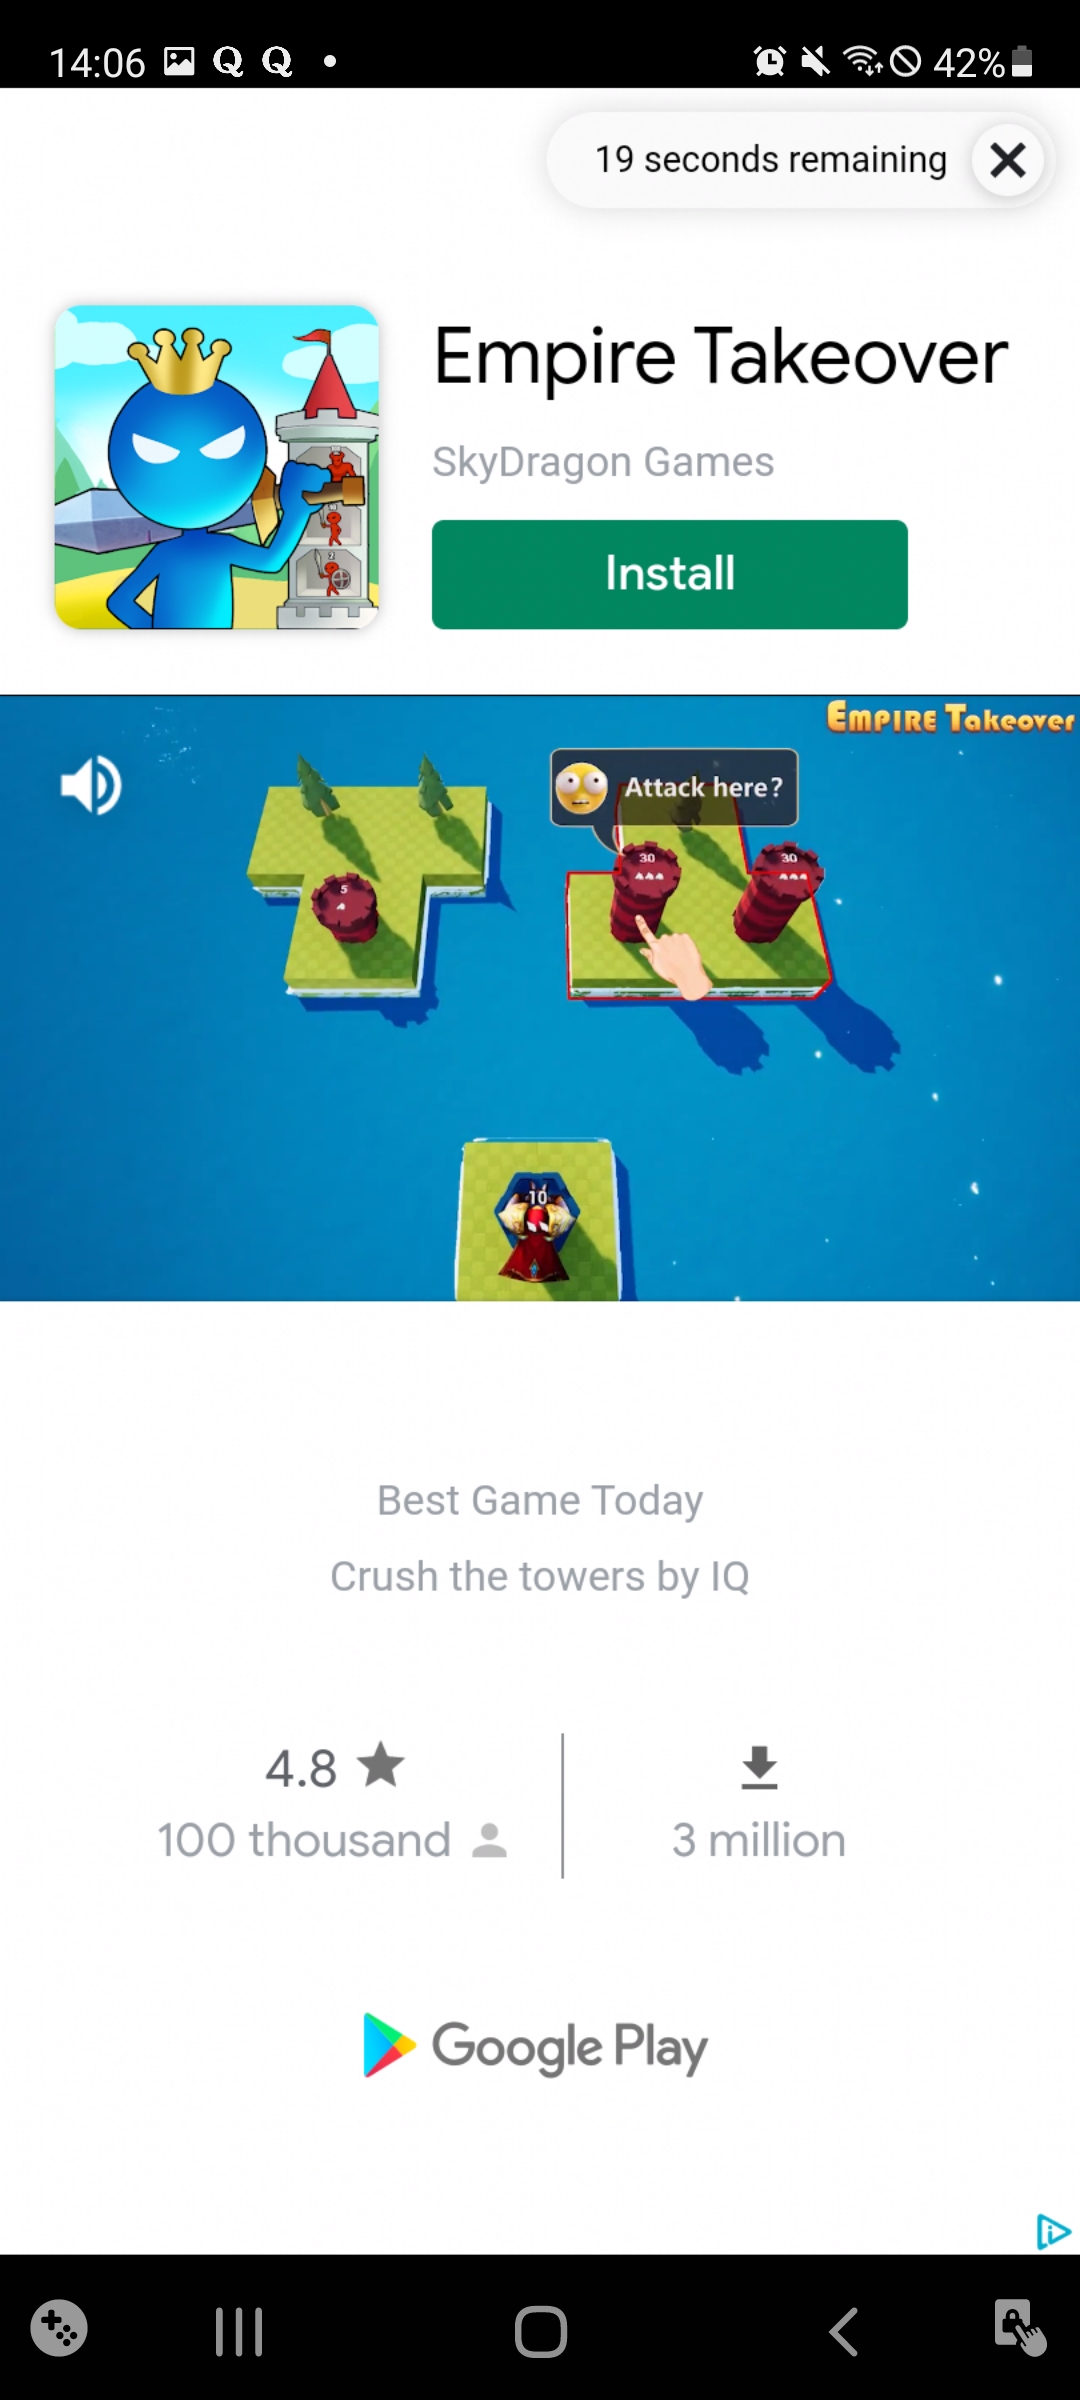 14:06 Q Q 42%
19 seconds remaining
Empire Takeover
SkyDragon Games
Install
EMPIRE Takeover
Attack here?
30
30
5
10
Best Game Today
Crush the towers by IQ
4.8
100 thousand
3 million
Google Play